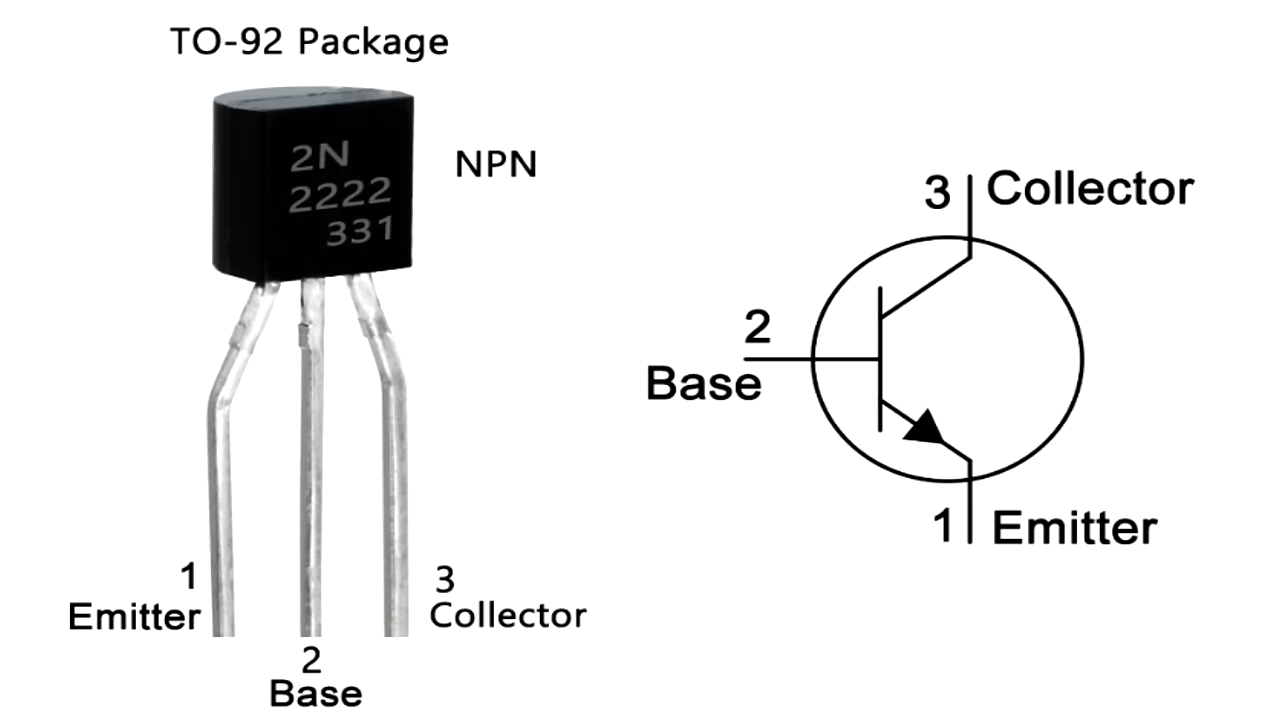 TO-92 Package
2N
2222
331
NPN
1
Emitter
2
Base
3
Collector
3 Collector
2
Base
1 Emitter